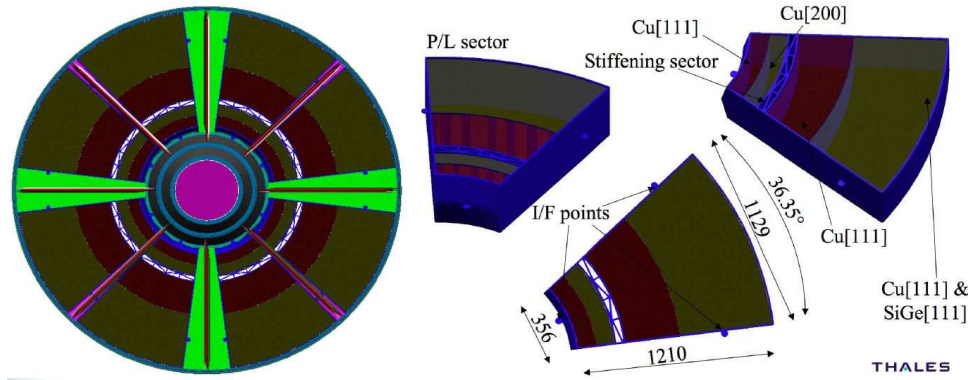 P/L sector
Cu[111]
Cu[200]
Stiffening sector
I/F points
36.35°
1129
Cu[111]
356
1210
Cu[111] &
SiGe[111]
THALES